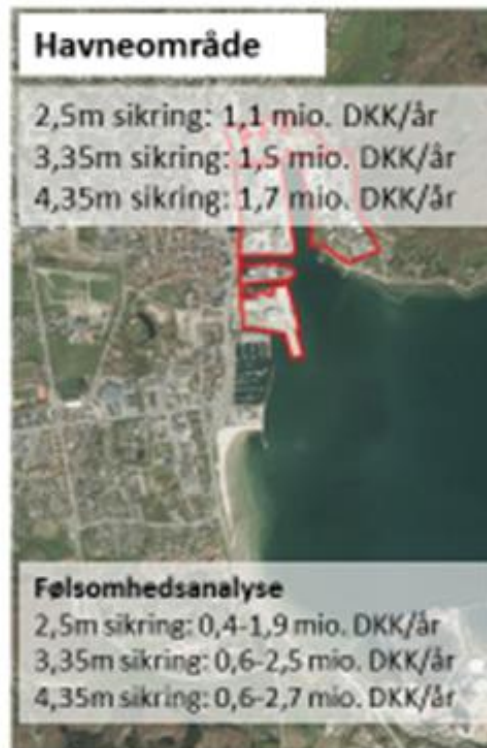 Havneområde
2,5m sikring: 1,1 mio. DKK/år
3,35m sikring: 1,5 mio. DKK/år
4,35m sikring: 1,7 mio. DKK/år
Følsomhedsanalyse
2,5m sikring: 0,4-1,9 mio. DKK/år
3,35m sikring: 0,6-2,5 mio. DKK/år
4,35m sikring: 0,6-2,7 mio. DKK/år